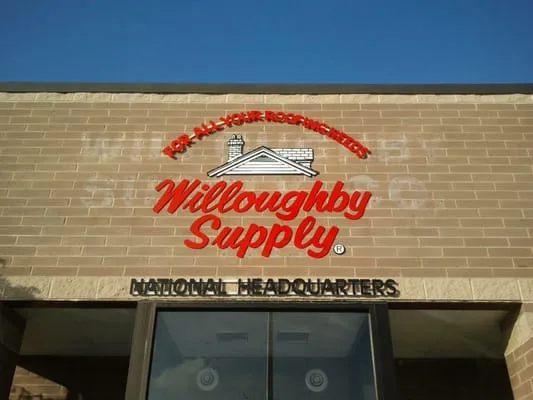 FOR ALL YOUR ROOFING NEEDS
Willoughby
Supply®
NATIONAL HEADQUARTERS